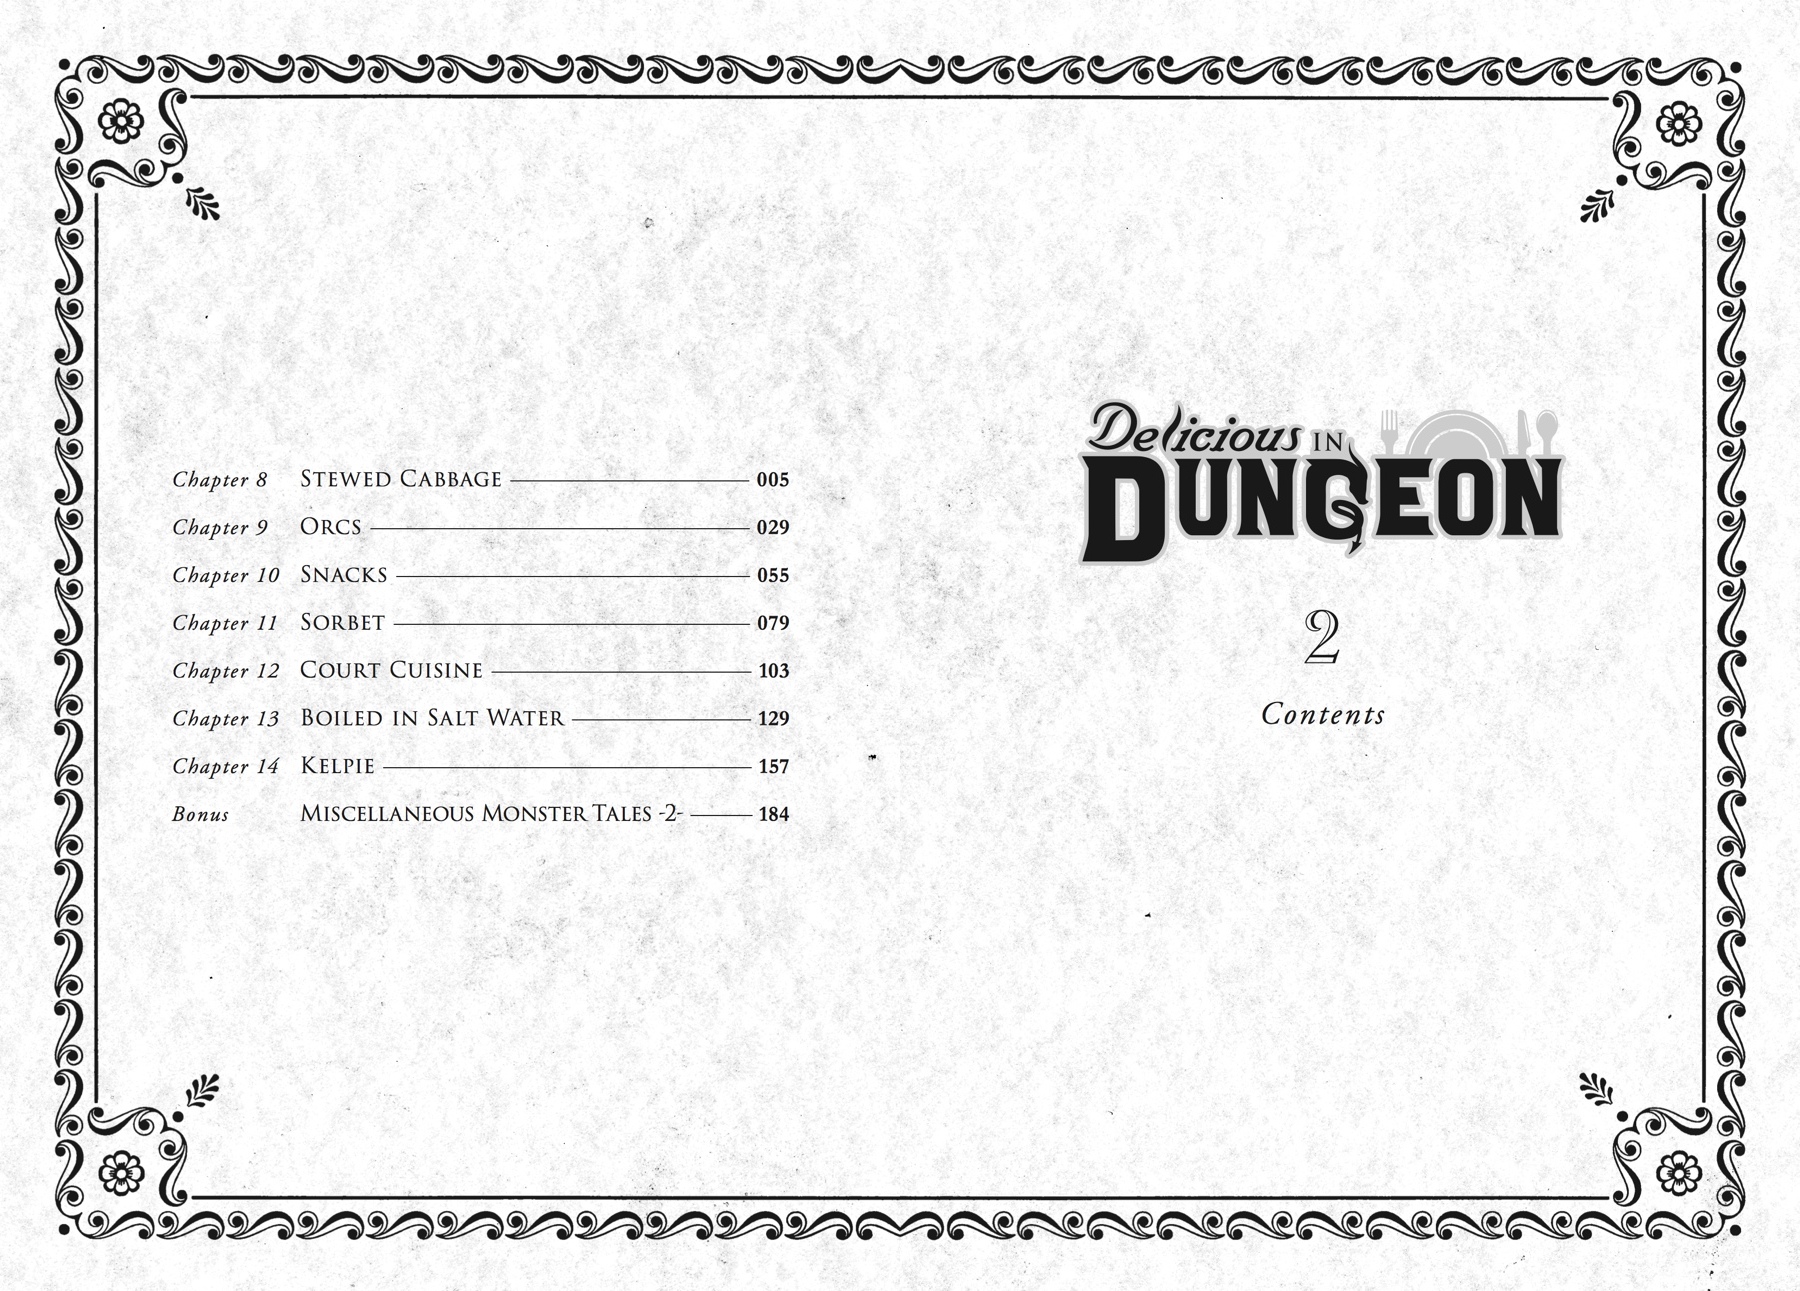 Delicious IN
DUNGEON
2
Contents
Chapter 8 STEWED CABBAGE 005
Chapter 9 ORCS 029
Chapter 10 SNACKS 055
Chapter 11 SORBET 079
Chapter 12 COURT CUISINE 103
Chapter 13 BOILED IN SALT WATER 129
Chapter 14 KELPIE 157
Bonus MISCELLANEOUS MONSTER TALES -2- 184